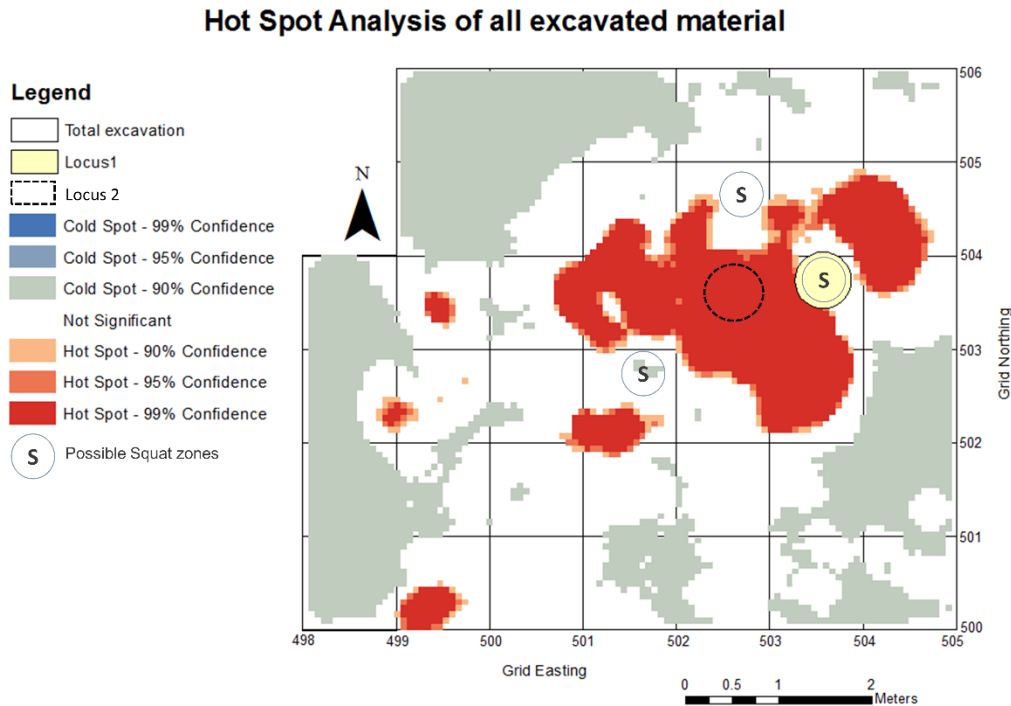 Hot Spot Analysis of all excavated material
Legend
Total excavation
Locus1
Locus 2
Cold Spot - 99% Confidence
Cold Spot - 95% Confidence
Cold Spot - 90% Confidence
Not Significant
Hot Spot - 90% Confidence
Hot Spot - 95% Confidence
Hot Spot - 99% Confidence
S Possible Squat zones
N
S
S
S
506
505
504
503
502
501
500
Grid Northing
498 499 500 501 502 503 504 505
Grid Easting
0 0.5 1 2
Meters